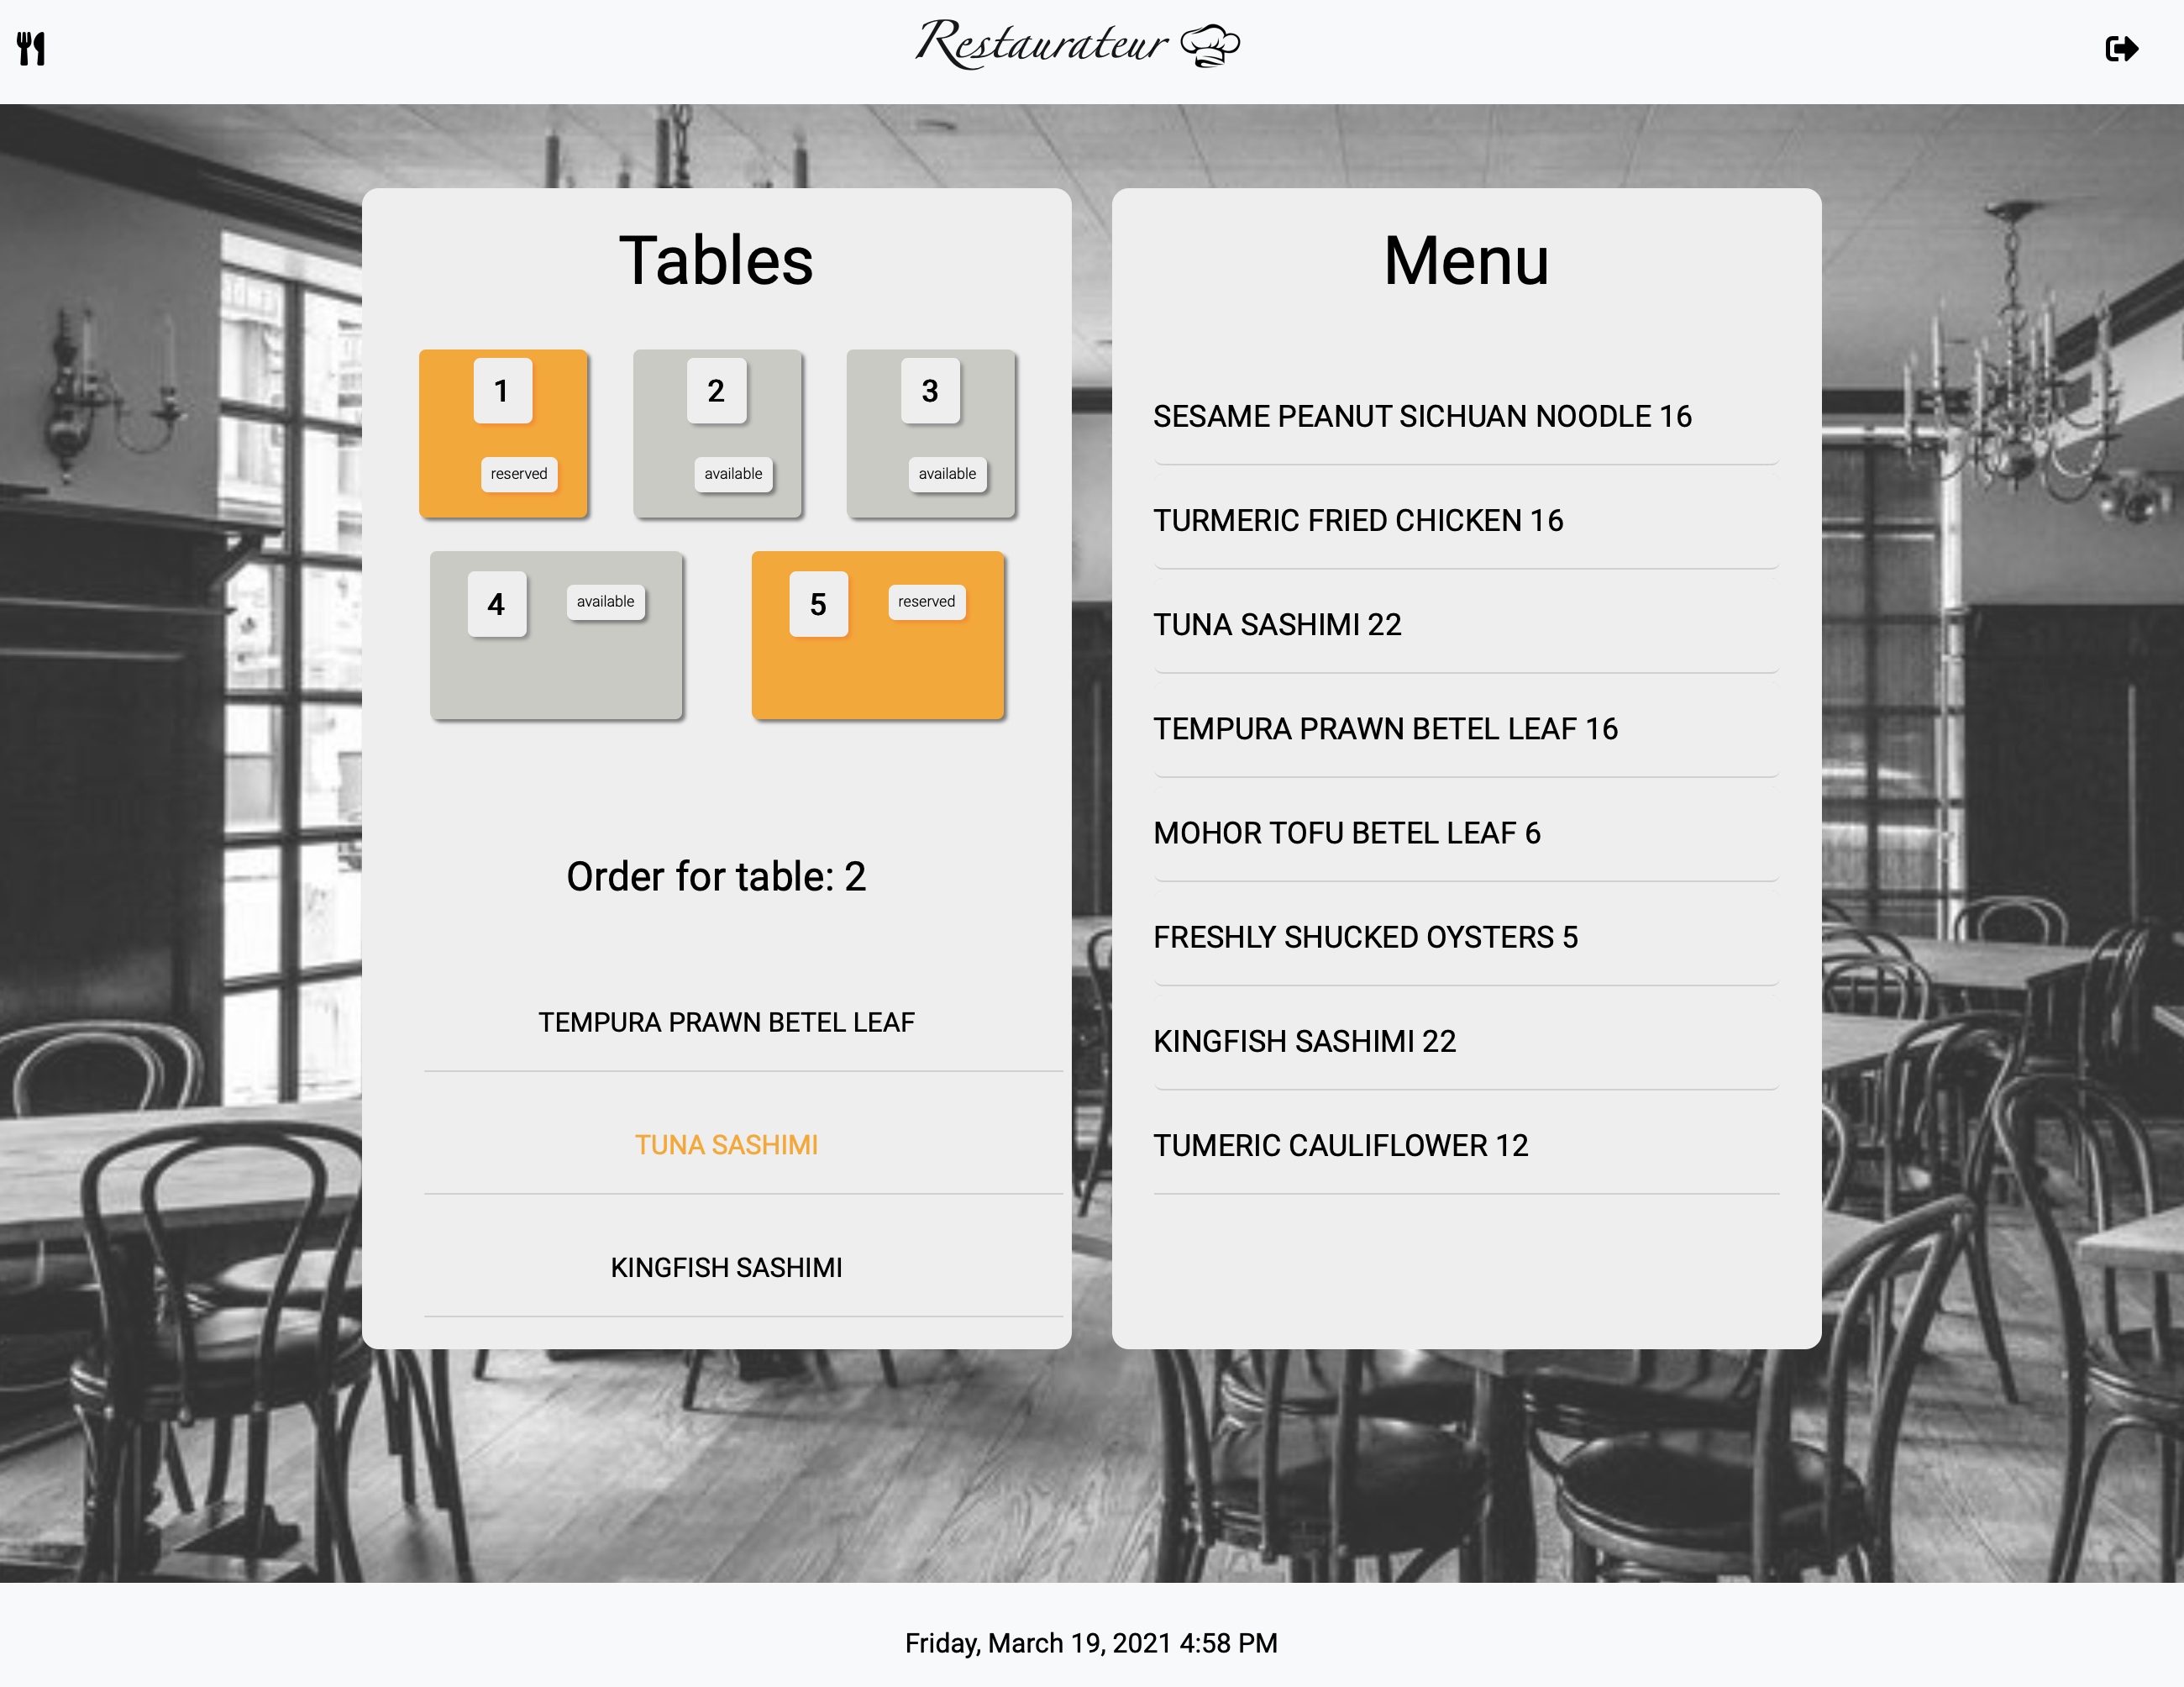 Restaurateur
Tables
1
reserved
2
available
3
available
4
available
5
reserved
Order for table: 2
TEMPURA PRAWN BETEL LEAF
TUNA SASHIMI
KINGFISH SASHIMI
Menu
SESAME PEANUT SICHUAN NOODLE 16
TURMERIC FRIED CHICKEN 16
TUNA SASHIMI 22
TEMPURA PRAWN BETEL LEAF 16
MOHOR TOFU BETEL LEAF 6
FRESHLY SHUCKED OYSTERS 5
KINGFISH SASHIMI 22
TUMERIC CAULIFLOWER 12
Friday, March 19, 2021 4:58 PM